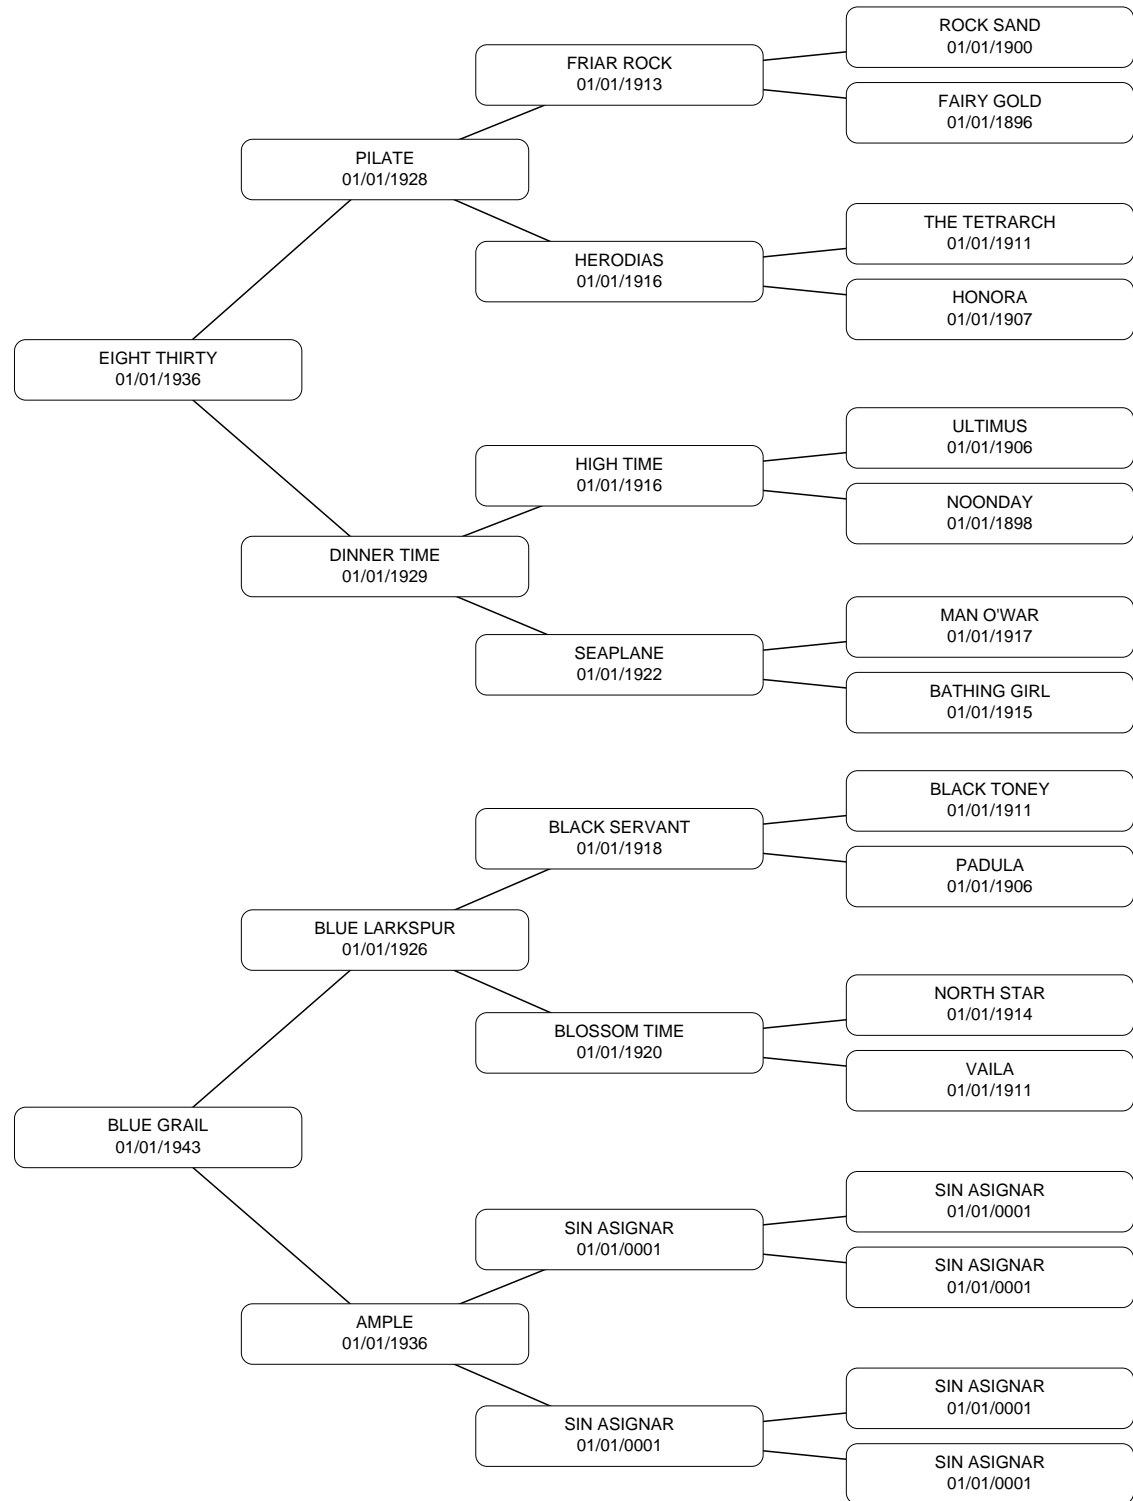 ROCK SAND
01/01/1900
FRIAR ROCK
01/01/1913
FAIRY GOLD
01/01/1896
PILATE
01/01/1928
THE TETRARCH
01/01/1911
HERODIAS
01/01/1916
HONORA
01/01/1907
EIGHT THIRTY
01/01/1936
ULTIMUS
01/01/1906
HIGH TIME
01/01/1916
NOONDAY
01/01/1898
DINNER TIME
01/01/1929
MAN O'WAR
01/01/1917
SEAPLANE
01/01/1922
BATHING GIRL
01/01/1915
BLACK TONEY
01/01/1911
BLACK SERVANT
01/01/1918
PADULA
01/01/1906
BLUE LARKSPUR
01/01/1926
NORTH STAR
01/01/1914
BLOSSOM TIME
01/01/1920
VAILA
01/01/1911
BLUE GRAIL
01/01/1943
SIN ASIGNAR
01/01/0001
SIN ASIGNAR
01/01/0001
SIN ASIGNAR
01/01/0001
AMPLE
01/01/1936
SIN ASIGNAR
01/01/0001
SIN ASIGNAR
01/01/0001
SIN ASIGNAR
01/01/0001